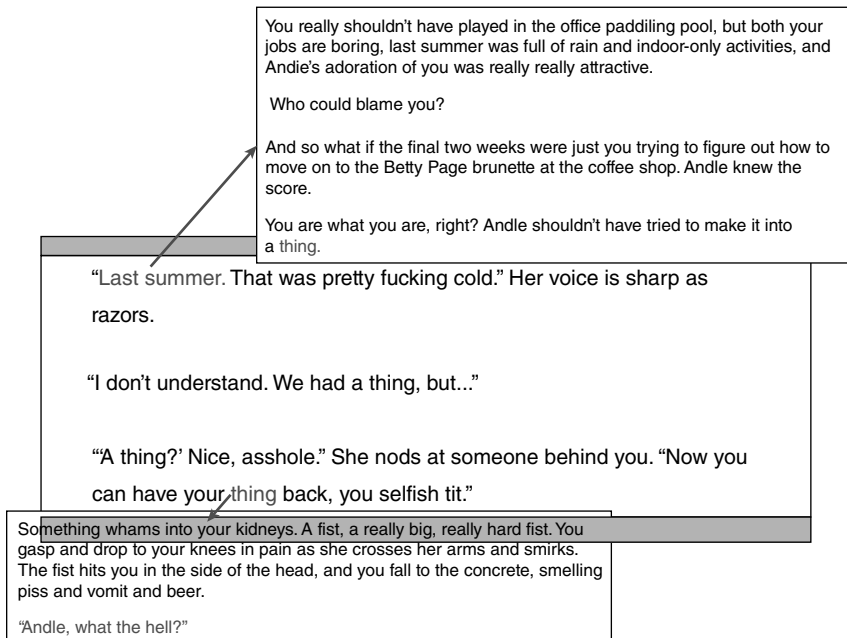 You really shouldn’t have played in the office paddiling pool, but both your
jobs are boring, last summer was full of rain and indoor-only activities, and
Andie’s adoration of you was really really attractive.
Who could blame you?
And so what if the final two weeks were just you trying to figure out how to
move on to the Betty Page brunette at the coffee shop. Andle knew the
score.
You are what you are, right? Andle shouldn’t have tried to make it into
a thing.
“Last summer. That was pretty fucking cold.” Her voice is sharp as
razors.
“I don’t understand. We had a thing, but...”
“‘A thing?’ Nice, asshole.” She nods at someone behind you. “Now you
can have your thing back, you selfish tit.”
Something whams into your kidneys. A fist, a really big, really hard fist. You
gasp and drop to your knees in pain as she crosses her arms and smirks.
The fist hits you in the side of the head, and you fall to the concrete, smelling
piss and vomit and beer.
“Andle, what the hell?”